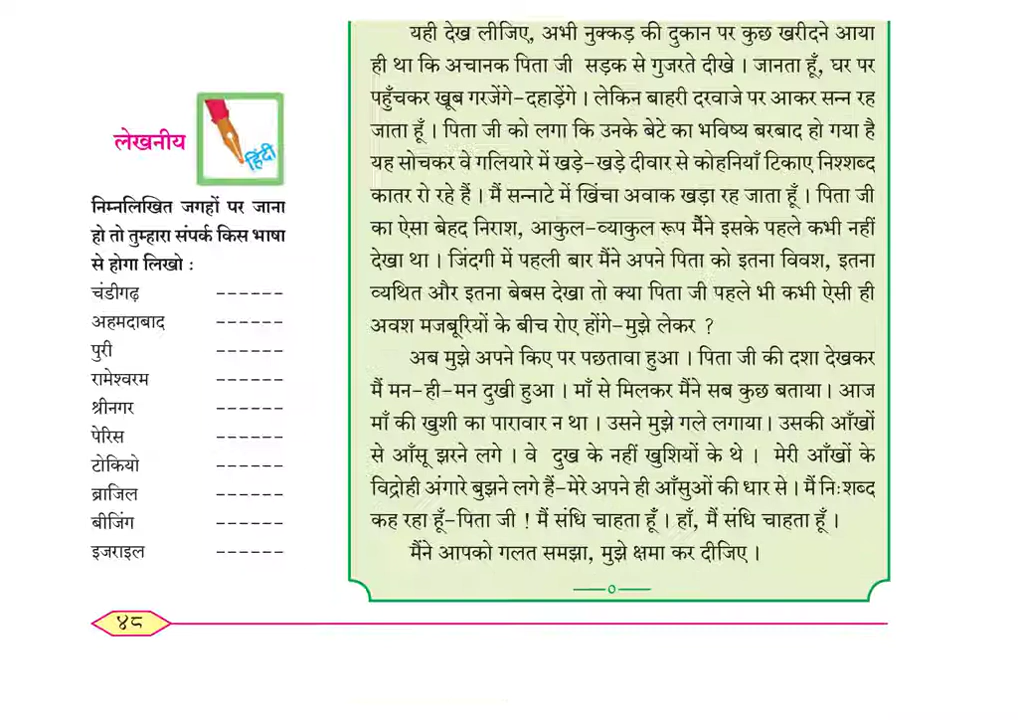 लेखनीय
हिंदी
निम्नलिखित जगहों पर जाना
हो तो तुम्हारा संपर्क किस भाषा
से होगा लिखो :
चंडीगढ़ ------
अहमदाबाद ------
पुरी ------
रामेश्वरम ------
श्रीनगर ------
पेरिस ------
टोकियो ------
ब्राजिल ------
बीजिंग ------
इजराइल ------
यही देख लीजिए, अभी नुक्कड़ की दुकान पर कुछ खरीदने आया
ही था कि अचानक पिता जी सड़क से गुजरते दीखे । जानता हूँ, घर पर
पहुँचकर खूब गरजेंगे-दहाड़ेंगे । लेकिन बाहरी दरवाजे पर आकर सन्न रह
जाता हूँ । पिता जी को लगा कि उनके बेटे का भविष्य बरबाद हो गया है
यह सोचकर वे गलियारे में खड़े-खड़े दीवार से कोहनियाँ टिकाए निश्शब्द
कातर रो रहे हैं । मैं सन्नाटे में खिंचा अवाक खड़ा रह जाता हूँ । पिता जी
का ऐसा बेहद निराश, आकुल-व्याकुल रूप मैंने इसके पहले कभी नहीं
देखा था । जिंदगी में पहली बार मैंने अपने पिता को इतना विवश, इतना
व्यथित और इतना बेबस देखा तो क्या पिता जी पहले भी कभी ऐसी ही
अवश मजबूरियों के बीच रोए होंगे-मुझे लेकर ?
अब मुझे अपने किए पर पछतावा हुआ । पिता जी की दशा देखकर
मैं मन-ही-मन दुखी हुआ । माँ से मिलकर मैंने सब कुछ बताया । आज
माँ की खुशी का पारावार न था । उसने मुझे गले लगाया । उसकी आँखों
से आँसू झरने लगे । वे दुख के नहीं खुशियों के थे । मेरी आँखों के
विद्रोही अंगारे बुझने लगे हैं-मेरे अपने ही आँसुओं की धार से । मैं निःशब्द
कह रहा हूँ-पिता जी ! मैं संधि चाहता हूँ । हाँ, मैं संधि चाहता हूँ ।
मैंने आपको गलत समझा, मुझे क्षमा कर दीजिए ।
४८